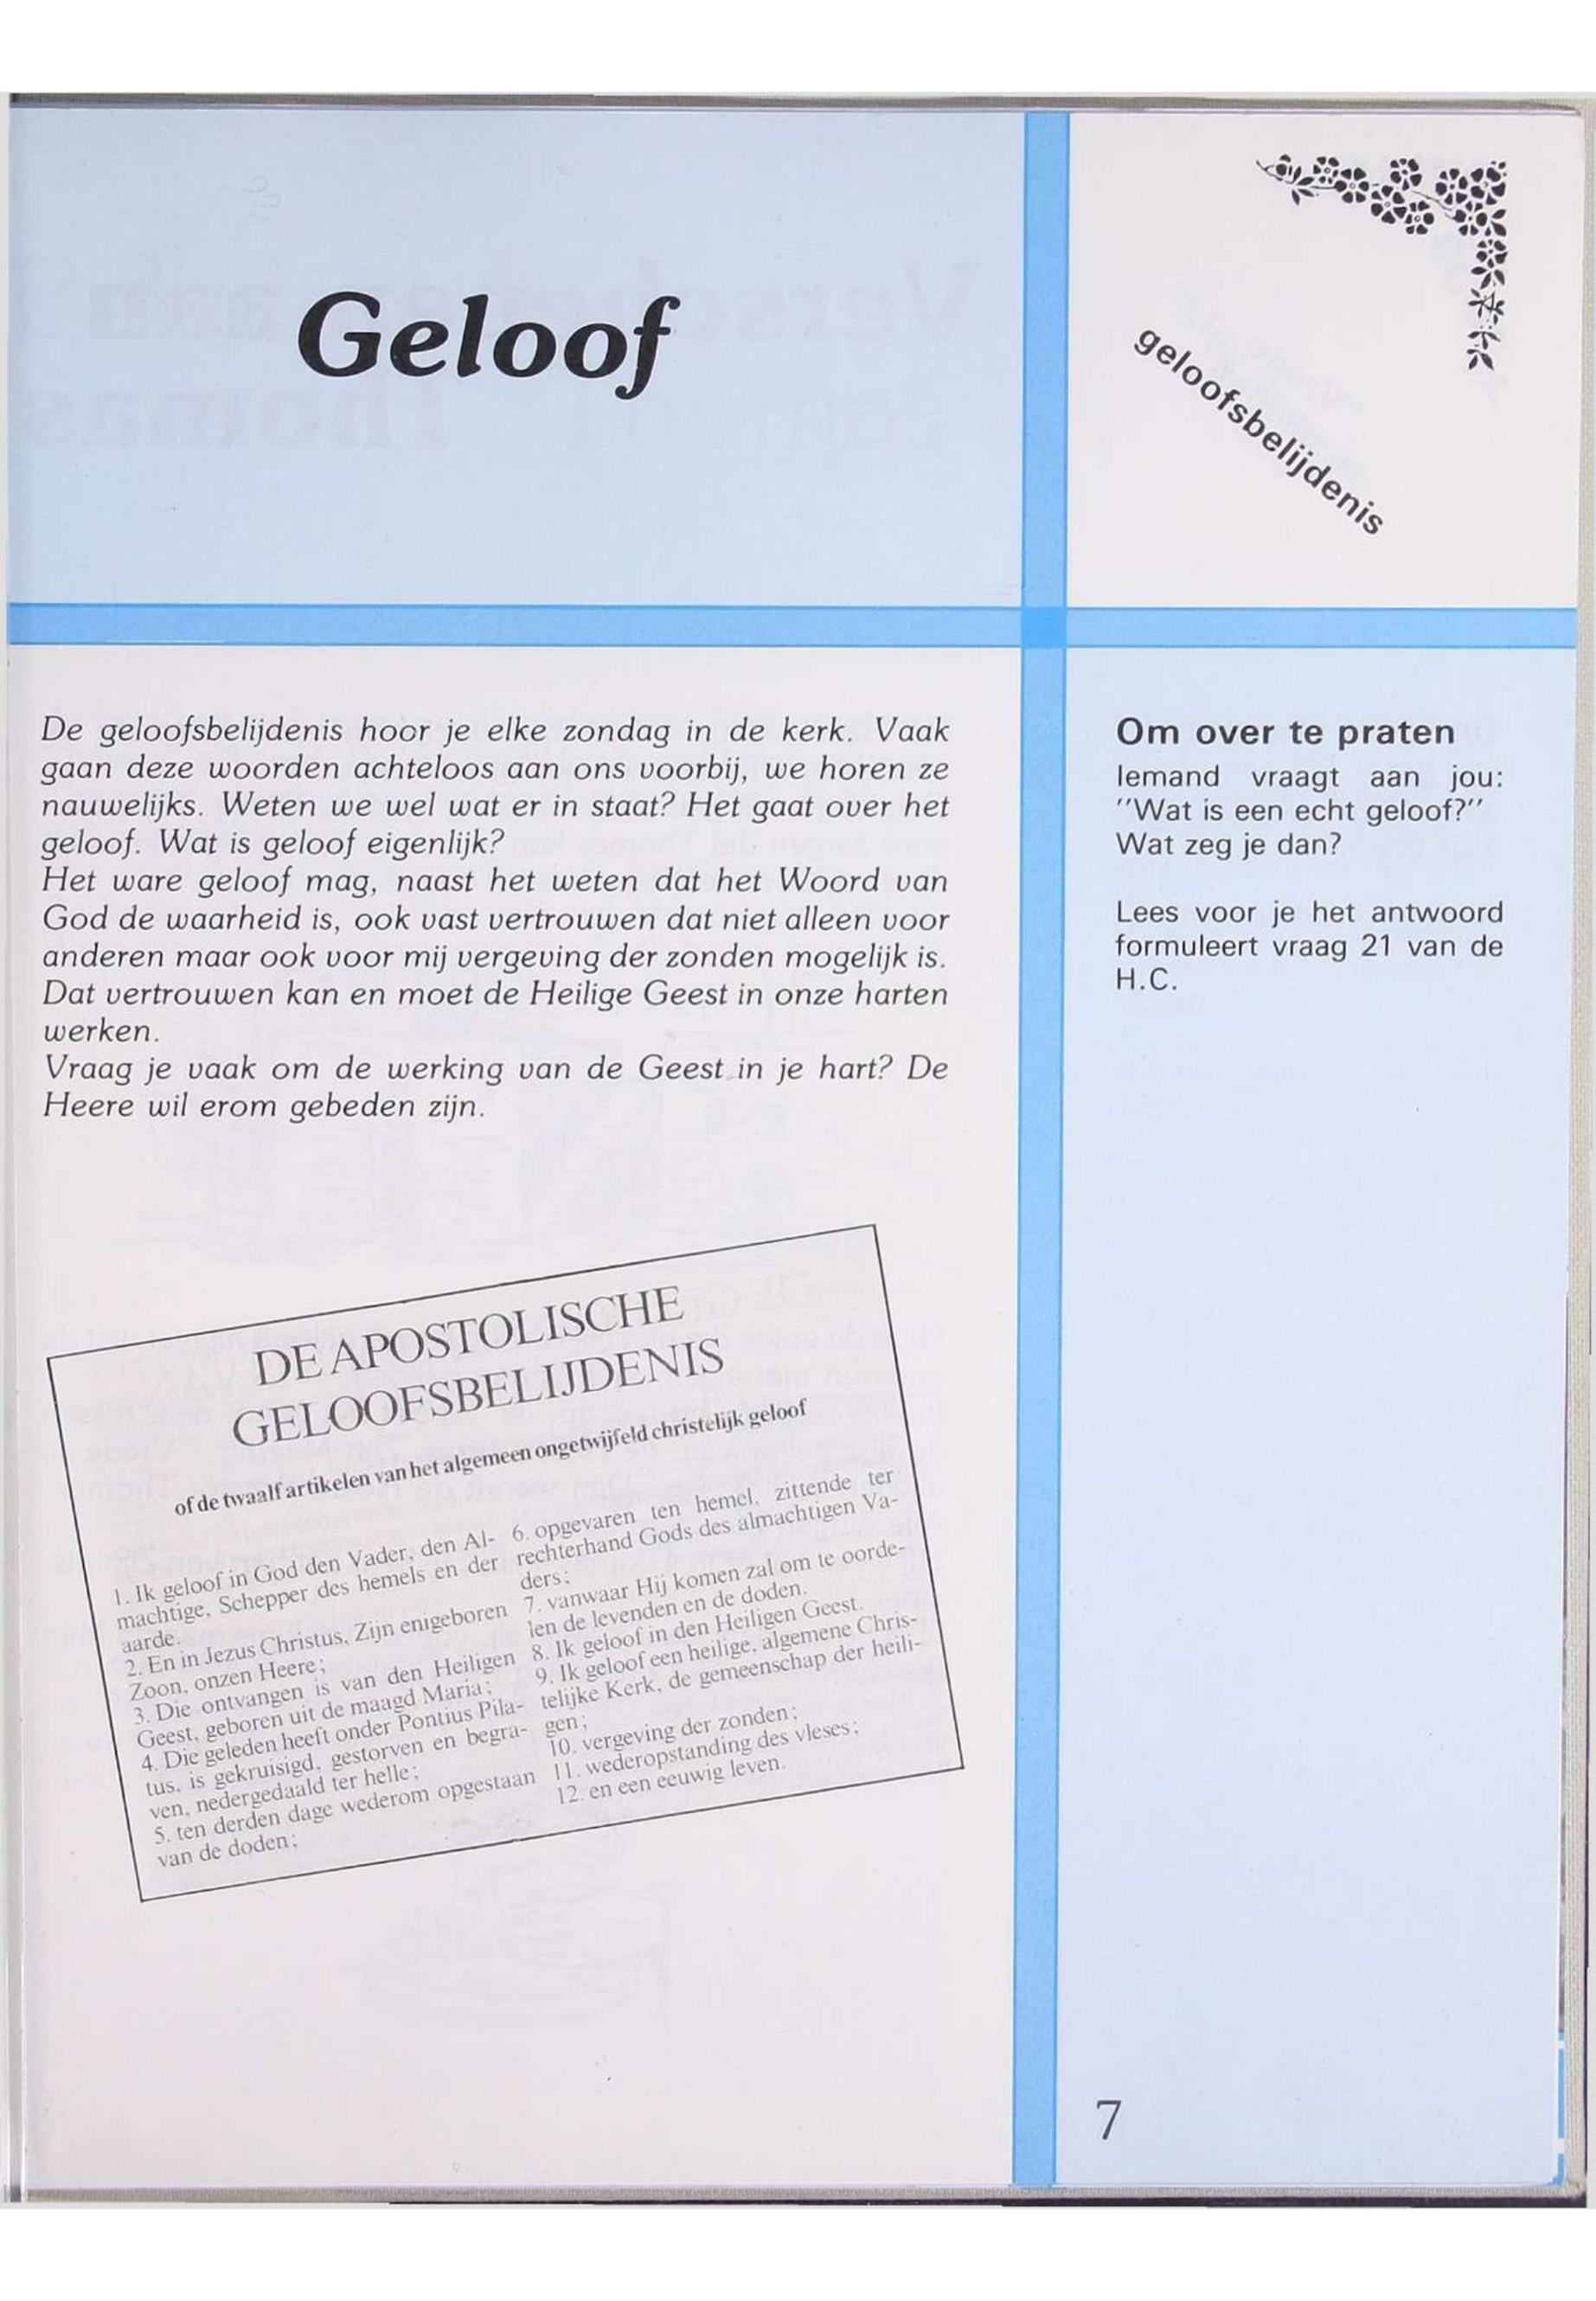 Geloof
geloofsbelijdenis
De geloofsbelijdenis hoor je elke zondag in de kerk. Vaak
gaan deze woorden achteloos aan ons voorbij, we horen ze
nauwelijks. Weten we wel wat er in staat? Het gaat over het
geloof. Wat is geloof eigenlijk?
Het ware geloof mag, naast het weten dat het Woord van
God de waarheid is, ook vast vertrouwen dat niet alleen voor
anderen maar ook voor mij vergeving der zonden mogelijk is.
Dat vertrouwen kan en moet de Heilige Geest in onze harten
werken.
Vraag je vaak om de werking van de Geest in je hart? De
Heere wil erom gebeden zijn.
DE APOSTOLISCHE
GELOOFSBELIJDENIS
of de twaalf artikelen van het algemeen ongetwijfeld christelijk geloof
1. Ik geloof in God den Vader, den Al-
machtige, Schepper des hemels en der
aarde.
2. En in Jezus Christus, Zijn enigeboren
Zoon, onzen Heere;
3. Die ontvangen is van den Heiligen
Geest, geboren uit de maagd Maria;
4. Die geleden heeft onder Pontius Pila-
tus, is gekruisigd, gestorven en begra-
ven, nedergedaald ter helle;
5. ten derden dage wederom opgestaan
van de doden;
6. opgevaren ten hemel, zittende ter
rechterhand Gods des almachtigen Va-
ders;
7. vanwaar Hij komen zal om te oorde-
len de levenden en de doden.
8. Ik geloof in den Heiligen Geest.
9. Ik geloof een heilige, algemene Chris-
telijke Kerk, de gemeenschap der heili-
gen;
10. vergeving der zonden;
11. wederopstanding des vleses;
12. en een eeuwig leven.
Om over te praten
Iemand vraagt aan jou:
''Wat is een echt geloof?''
Wat zeg je dan?
Lees voor je het antwoord
formuleert vraag 21 van de
H.C.
7